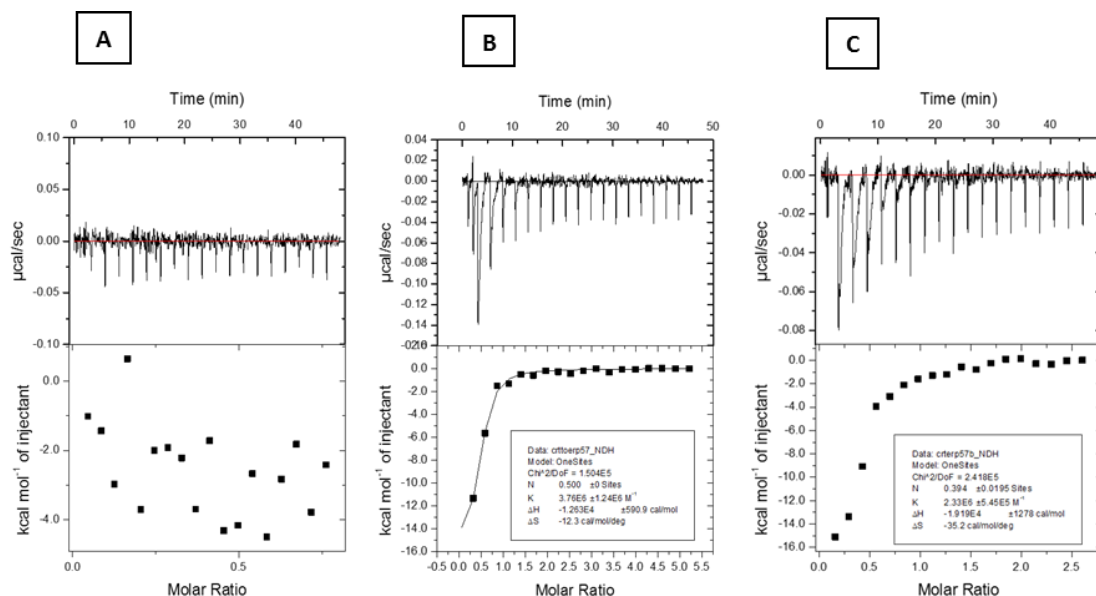 A
Time (min)
0 10 20 30 40
0.10
0.05
0.00
-0.05
-0.10
µcal/sec
-2.0
-4.0
kcal mol⁻¹ of injectant
0.0 0.5
Molar Ratio
B
Time (min)
0 10 20 30 40 50
0.04
0.02
0.00
-0.02
-0.04
-0.06
-0.08
-0.10
-0.12
-0.14
µcal/sec
0.0
-2.0
-4.0
-6.0
-8.0
-10.0
-12.0
-14.0
-16.0
kcal mol⁻¹ of injectant
Data: crttoerp57_NDH
Model: OneSites
Chi^2/DoF = 1.504E5
N 0.500 ±0 Sites
K 3.76E6 ±1.24E6 M⁻¹
ΔH -1.263E4 ±590.9 cal/mol
ΔS -12.3 cal/mol/deg
-0.5 0.0 0.5 1.0 1.5 2.0 2.5 3.0 3.5 4.0 4.5 5.0 5.5
Molar Ratio
C
Time (min)
0 10 20 30 40
0.00
-0.02
-0.04
-0.06
-0.08
µcal/sec
0.0
-2.0
-4.0
-6.0
-8.0
-10.0
-12.0
-14.0
-16.0
kcal mol⁻¹ of injectant
Data: crterp57b_NDH
Model: OneSites
Chi^2/DoF = 2.418E5
N 0.394 ±0.0195 Sites
K 2.33E6 ±5.45E5 M⁻¹
ΔH -1.919E4 ±1278 cal/mol
ΔS -35.2 cal/mol/deg
0.0 0.5 1.0 1.5 2.0 2.5
Molar Ratio